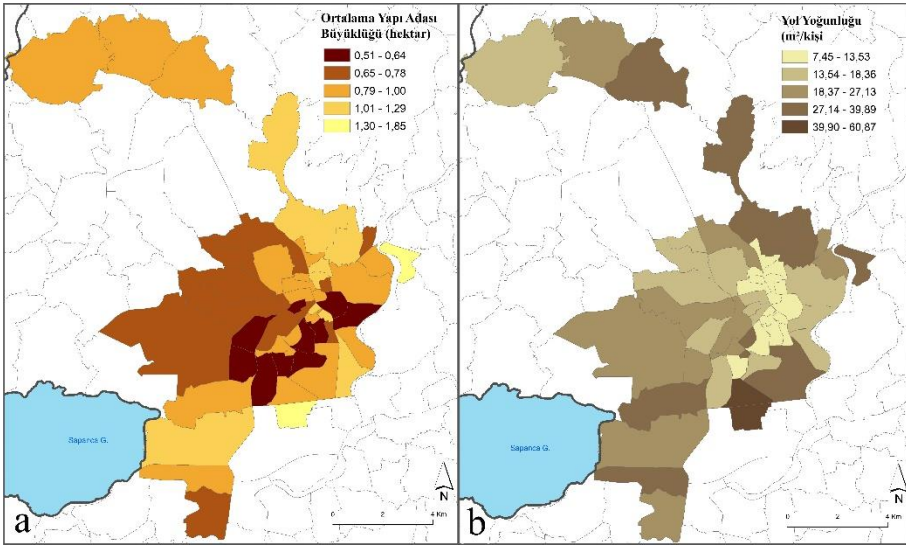 Ortalama Yapı Adası
Büyüklüğü (hektar)
0,51 - 0,64
0,65 - 0,78
0,79 - 1,00
1,01 - 1,29
1,30 - 1,65
Sapanca G.
N
0 2 4 Km
a
Yol Yoğunluğu
(m²/kişi)
7,45 - 13,53
13,54 - 18,36
18,37 - 27,13
27,14 - 39,89
39,90 - 60,87
Sapanca G.
N
0 2 4 Km
b